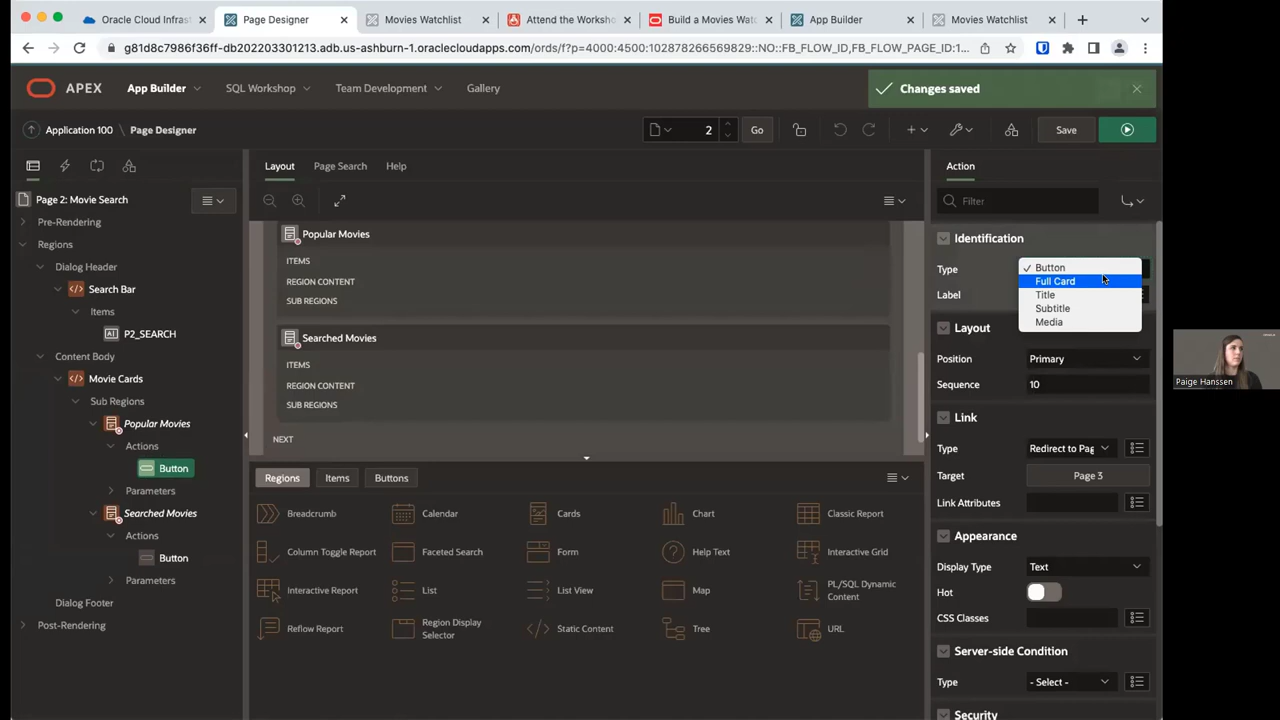 Oracle Cloud Infras
Page Designer
Movies Watchlist
Attend the Worksho
Build a Movies Wat
App Builder
Movies Watchlist
g81d8c7986f36ff-db202203301213.adb.us-ashburn-1.oraclecloudapps.com/ords/f?p=4000:4500:102878266569829::NO::FB_FLOW_ID,FB_FLOW_PAGE_ID:1...
APEX
App Builder
SQL Workshop
Team Development
Gallery
Changes saved
Application 100
Page Designer
2
Go
Save
Layout
Page Search
Help
Action
Page 2: Movie Search
Pre-Rendering
Regions
Dialog Header
Search Bar
Items
P2_SEARCH
Content Body
Movie Cards
Sub Regions
Popular Movies
Actions
Button
Parameters
Searched Movies
Actions
Button
Parameters
Dialog Footer
Post-Rendering
Popular Movies
ITEMS
REGION CONTENT
SUB REGIONS
Searched Movies
ITEMS
REGION CONTENT
SUB REGIONS
NEXT
Regions
Items
Buttons
Breadcrumb
Calendar
Cards
Chart
Classic Report
Column Toggle Report
Faceted Search
Form
Help Text
Interactive Grid
Interactive Report
List
List View
Map
PL/SQL Dynamic
Content
Reflow Report
Region Display
Selector
Static Content
Tree
URL
Filter
Identification
Type
Button
Full Card
Title
Subtitle
Media
Label
Layout
Position
Primary
Sequence
10
Link
Type
Redirect to Pag
Target
Page 3
Link Attributes
Appearance
Display Type
Text
Hot
CSS Classes
Server-side Condition
Type
- Select -
Security
Paige Hanssen